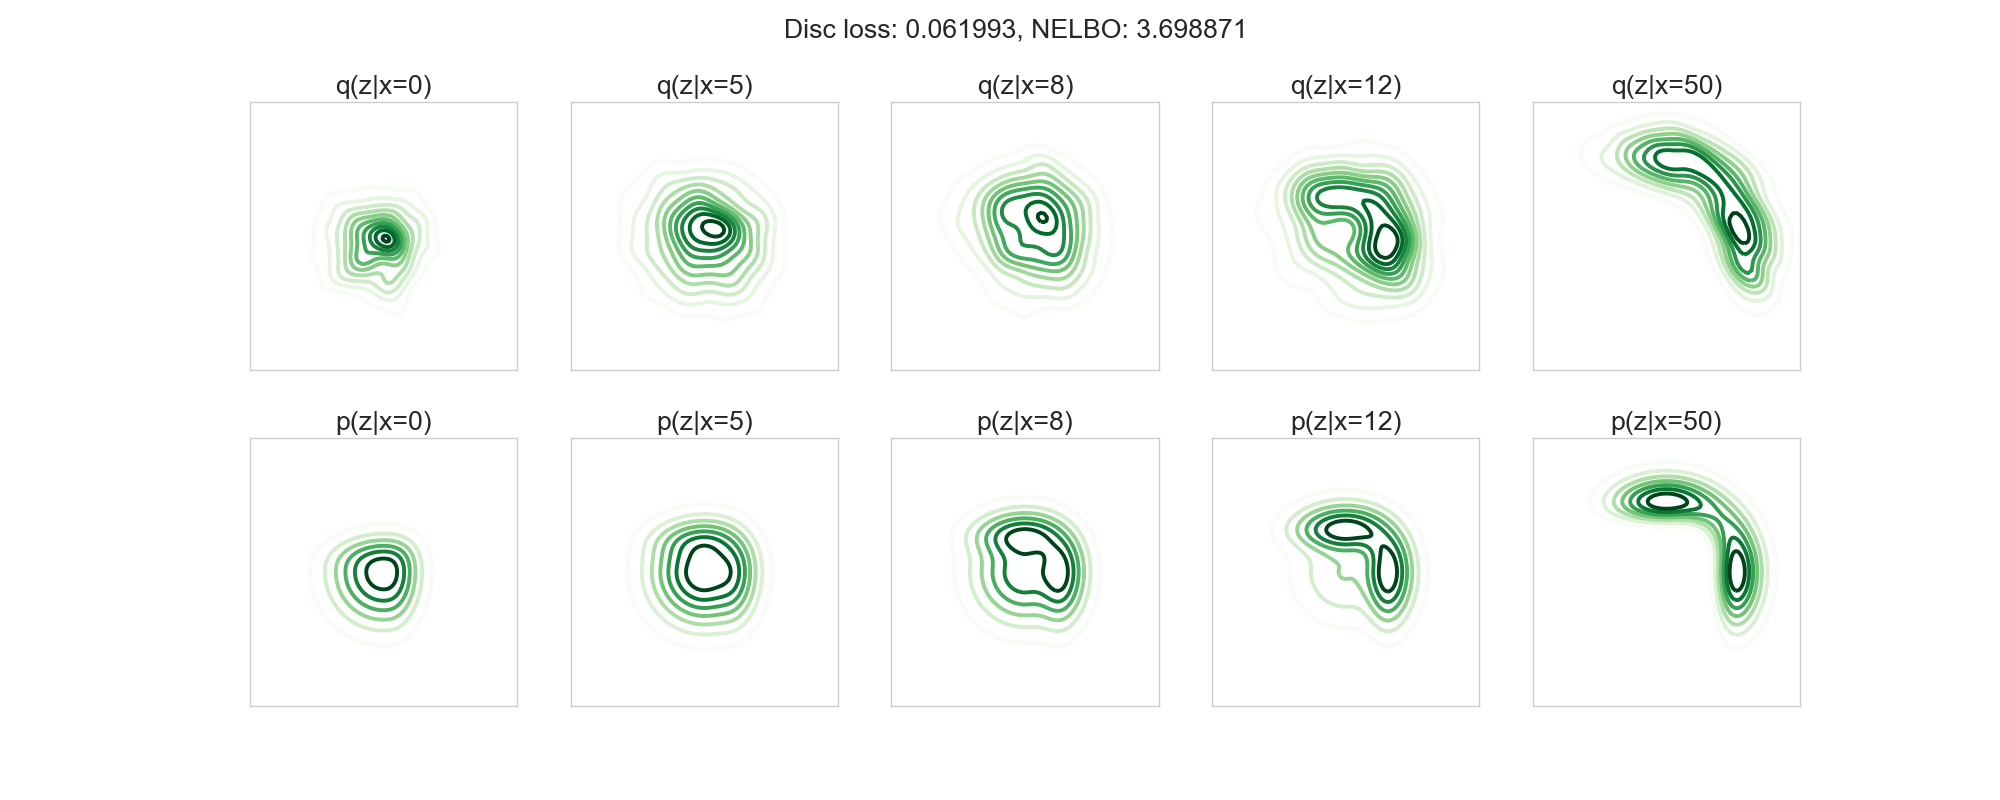 Disc loss: 0.061993, NELBO: 3.698871
q(z|x=0) q(z|x=5) q(z|x=8) q(z|x=12) q(z|x=50)
p(z|x=0) p(z|x=5) p(z|x=8) p(z|x=12) p(z|x=50)